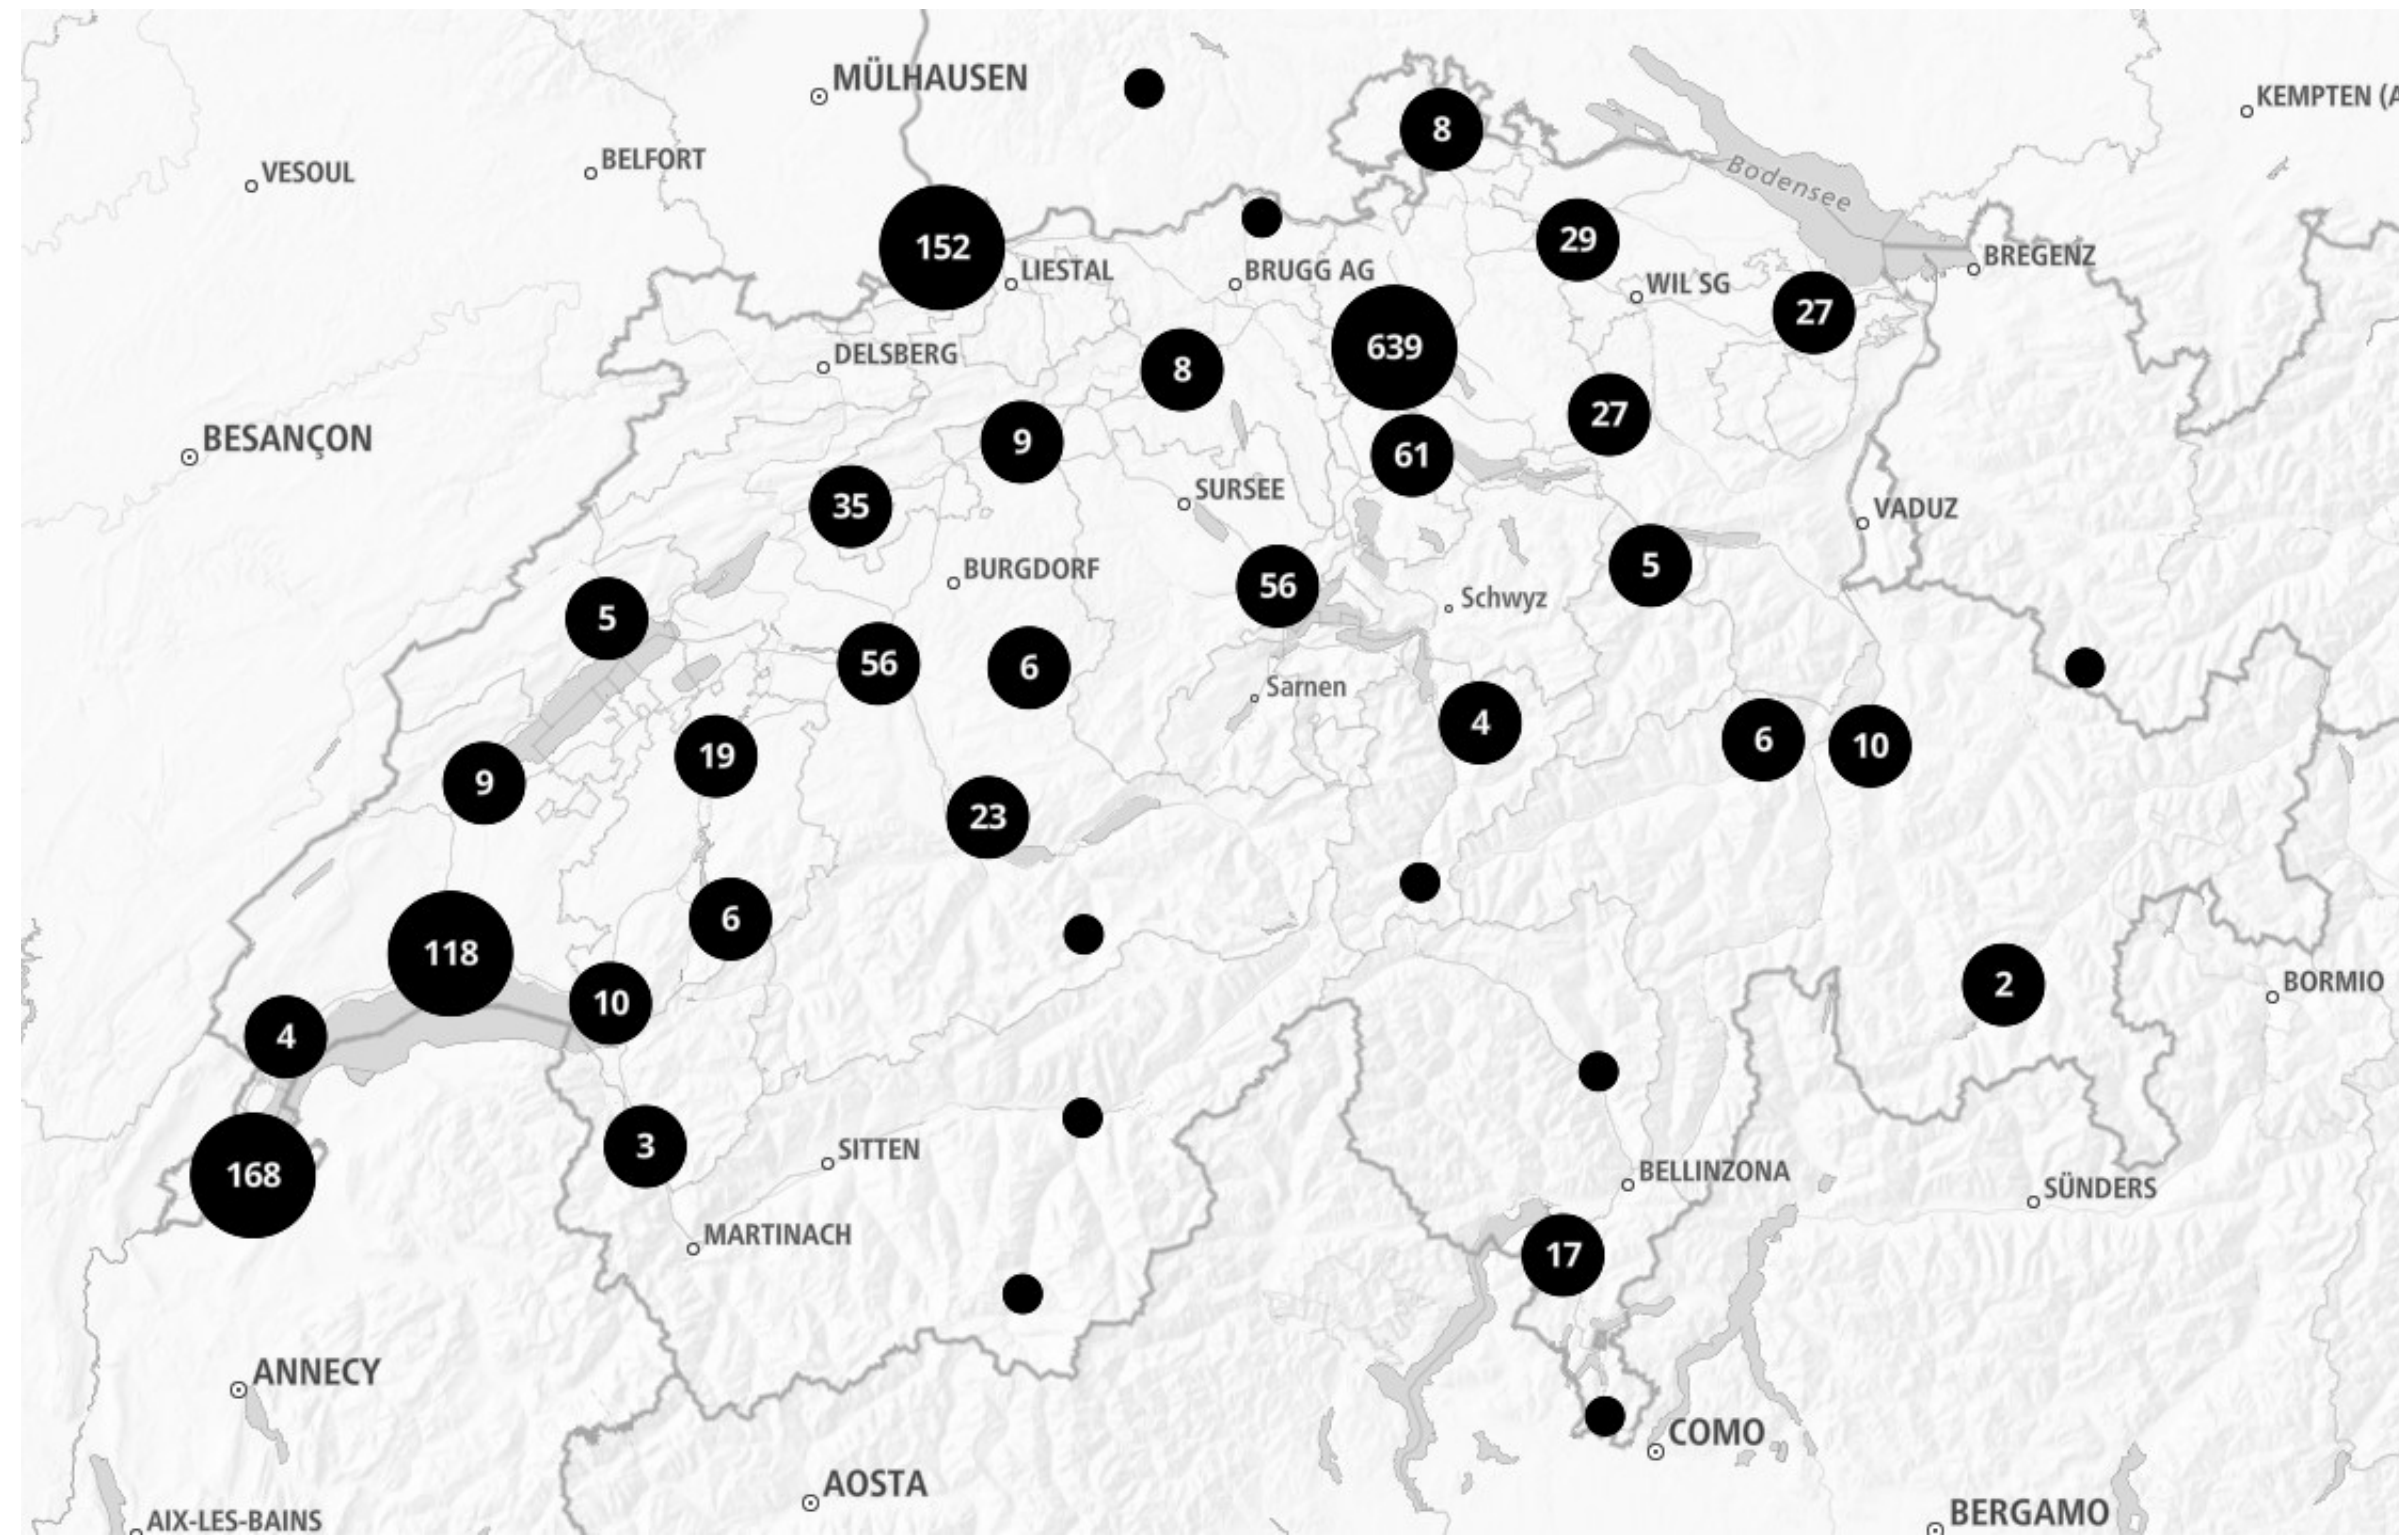 MÜLHAUSEN
KEMPTEN (A
8
BELFORT
VESOUL
Bodensee
29
152
BREGENZ
LIESTAL
BRUGG AG
WIL SG
27
639
DELSBERG
8
27
BESANÇON
9
61
SURSEE
35
VADUZ
BURGDORF
5
56
Schwyz
5
56
6
Sarnen
4
6
10
19
9
23
6
118
BORMIO
2
10
4
3
SITTEN
168
BELLINZONA
SÜNDERS
MARTINACH
17
ANNECY
COMO
AOSTA
BERGAMO
AIX-LES-BAINS